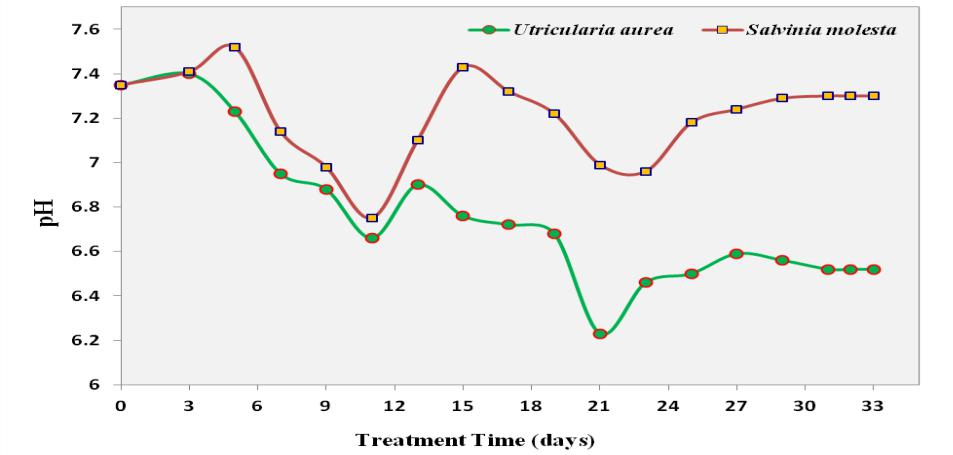 Utricularia aurea
Salvinia molesta
7.6
7.4
7.2
7
6.8
6.6
6.4
6.2
6
pH
0 3 6 9 12 15 18 21 24 27 30 33
Treatment Time (days)